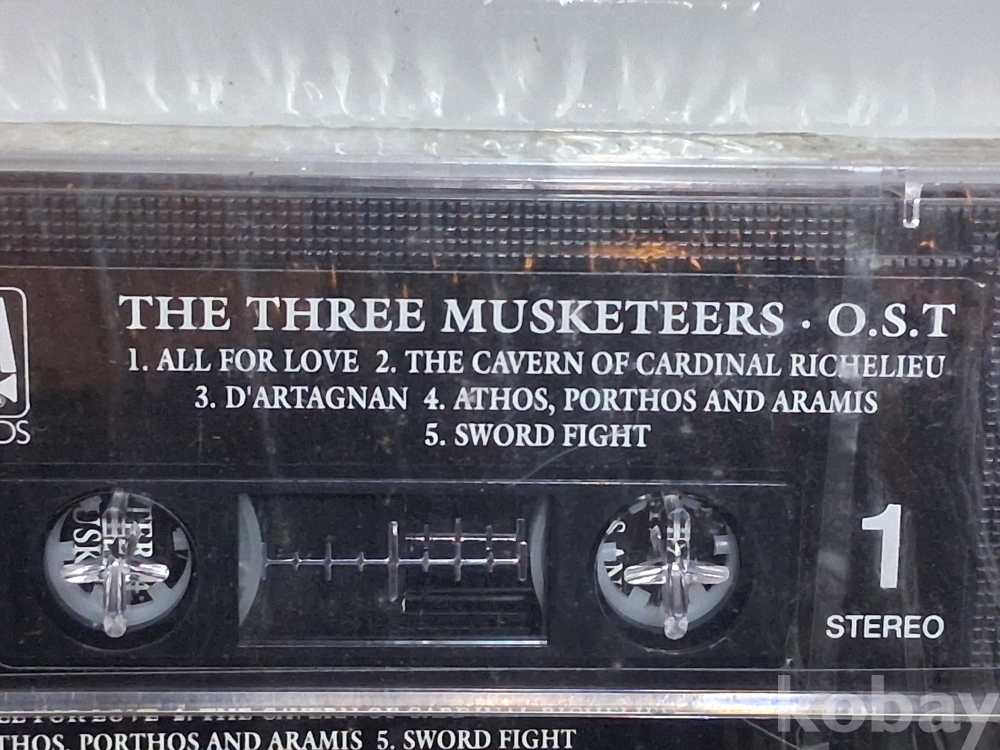 THE THREE MUSKETEERS · O.S.T
1. ALL FOR LOVE 2. THE CAVERN OF CARDINAL RICHELIEU
3. D'ARTAGNAN 4. ATHOS, PORTHOS AND ARAMIS
5. SWORD FIGHT
DS
1
STEREO
kobay
THOS, PORTHOS AND ARAMIS 5. SWORD FIGHT